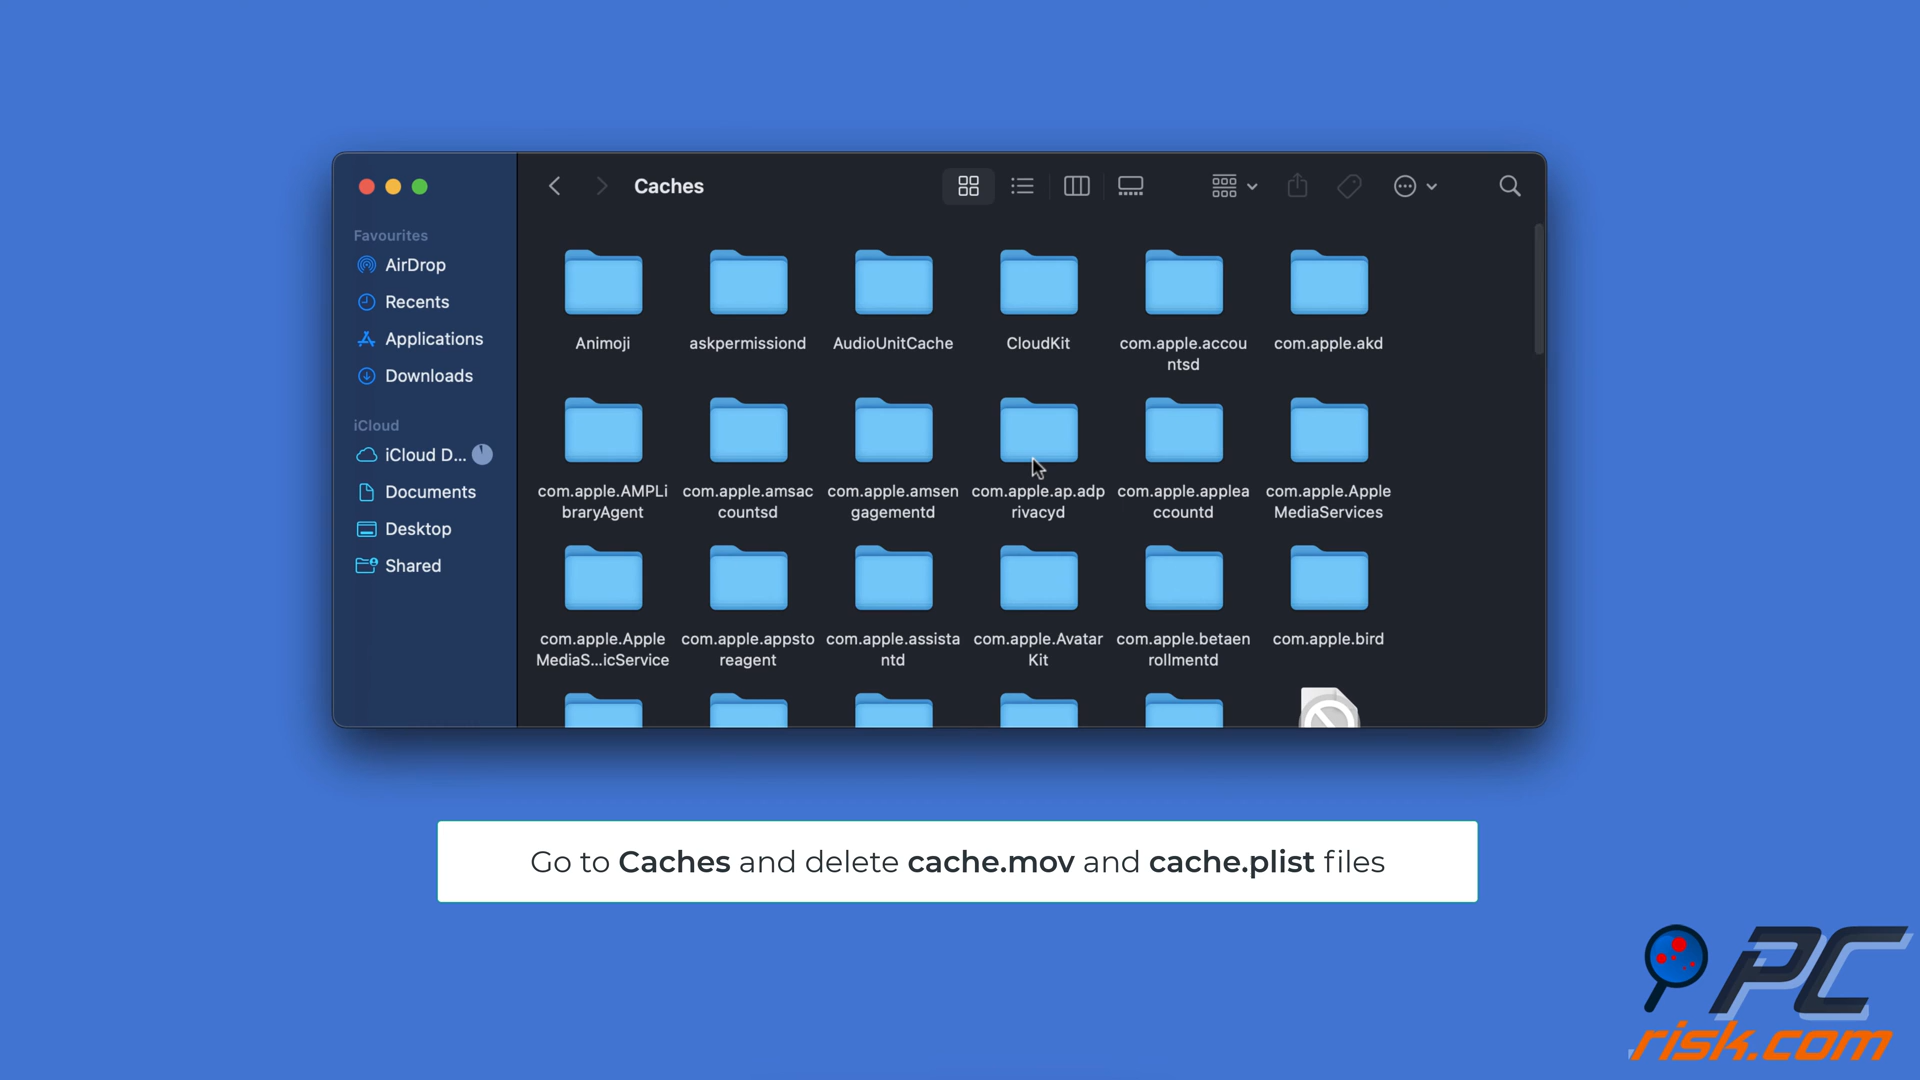 Caches
Favourites
AirDrop
Recents
Applications
Downloads
iCloud
iCloud D...
Documents
Desktop
Shared
Animoji
askpermissiond
AudioUnitCache
CloudKit
com.apple.accou
ntsd
com.apple.akd
com.apple.AMPLi
braryAgent
com.apple.amsac
countsd
com.apple.amsen
gagementd
com.apple.ap.adp
rivacyd
com.apple.applea
ccountd
com.apple.Apple
MediaServices
com.apple.Apple
MediaS...icService
com.apple.appsto
reagent
com.apple.assista
ntd
com.apple.Avatar
Kit
com.apple.betaen
rollmentd
com.apple.bird
Go to Caches and delete cache.mov and cache.plist files
PC
risk.com